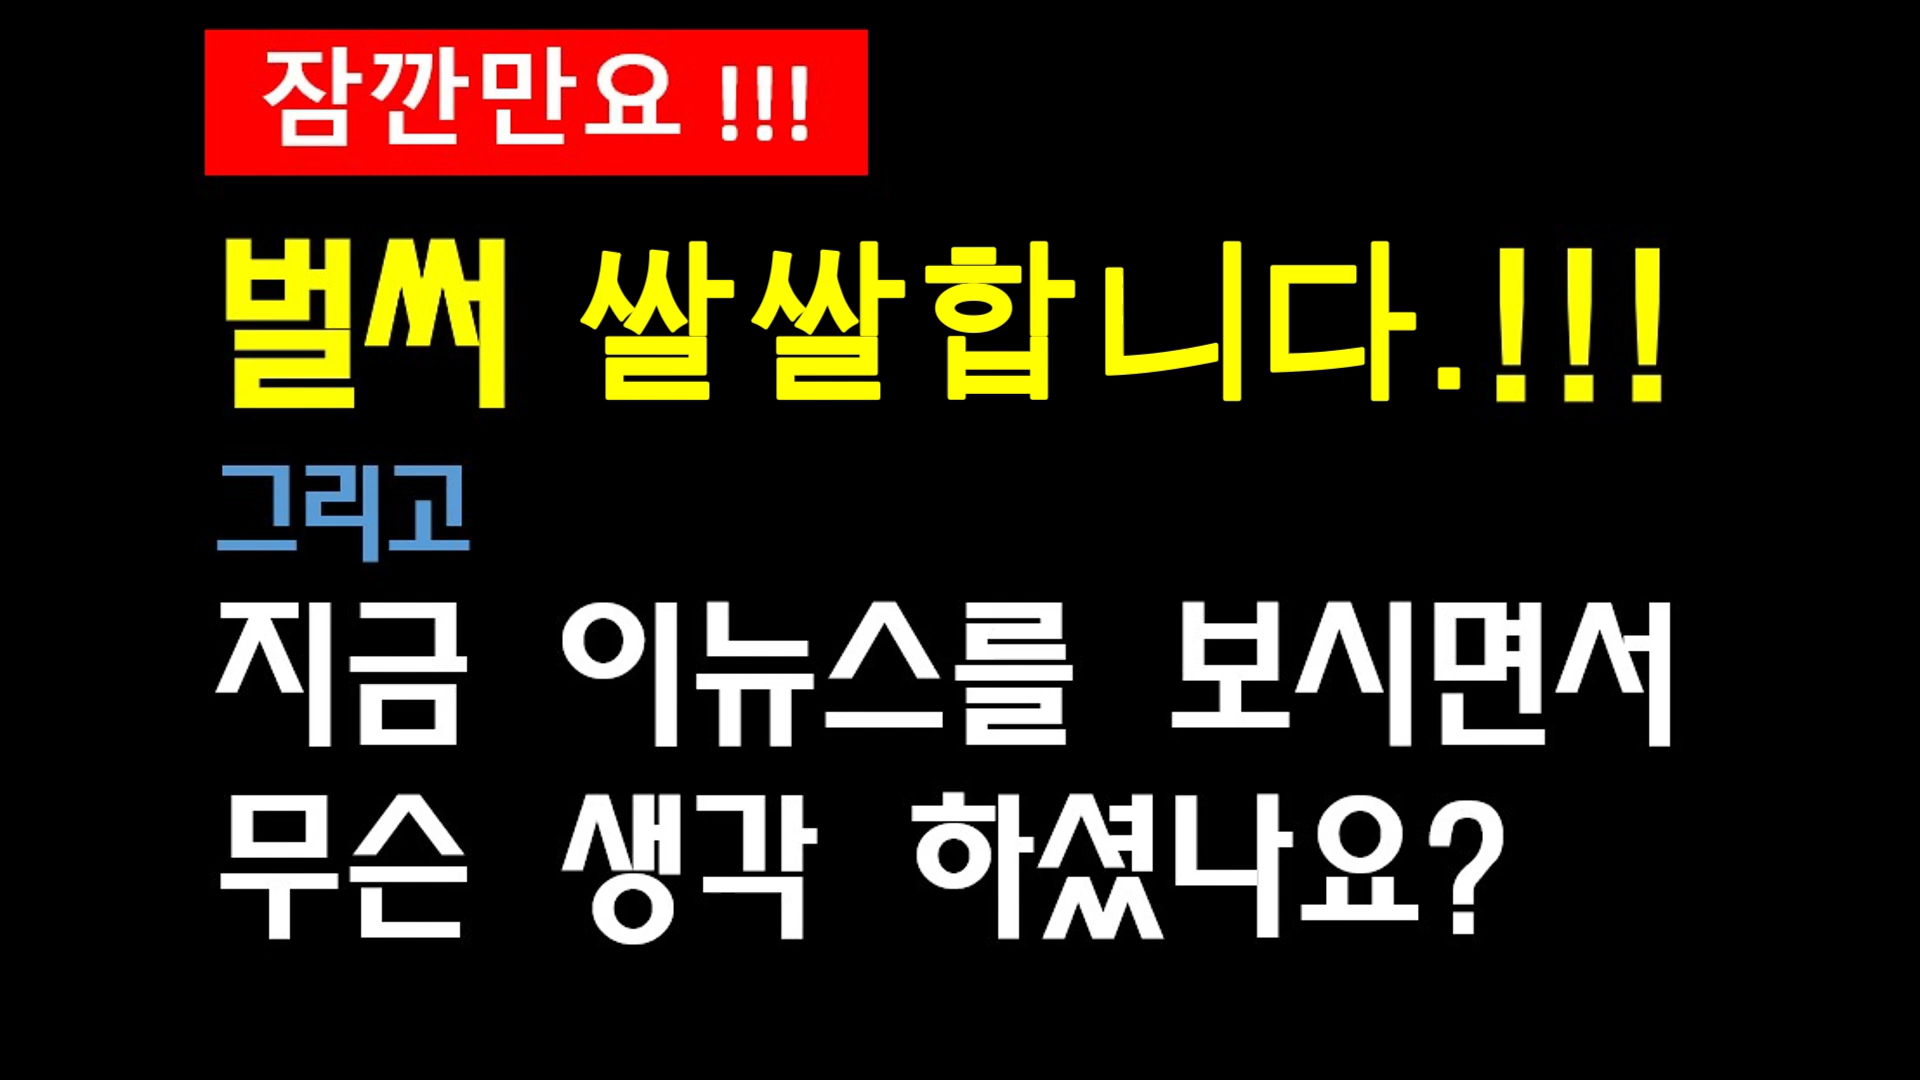 잠깐만요 !!!
벌써 쌀쌀합니다.!!!
그리고
지금 이뉴스를 보시면서
무슨 생각 하셨나요?